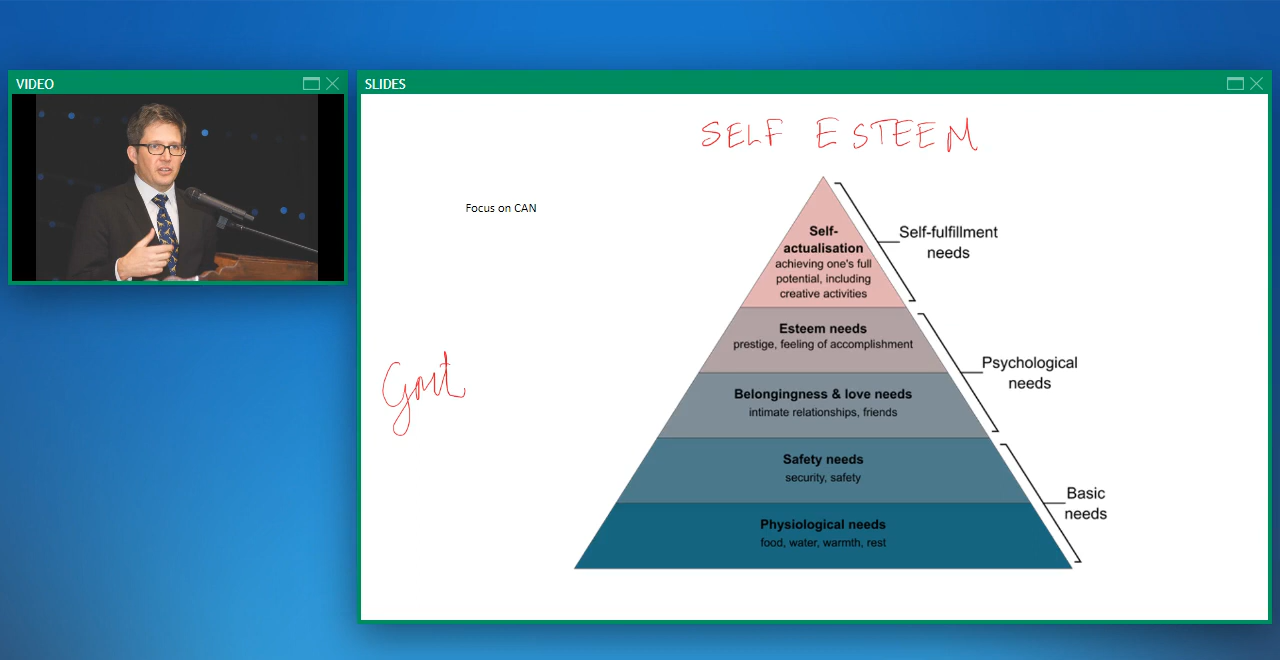 VIDEO
SLIDES
SELF ESTEEM
Focus on CAN
Self-
actualisation
achieving one's full
potential, including
creative activities
Self-fulfillment
needs
Esteem needs
prestige, feeling of accomplishment
Psychological
needs
Belongingness & love needs
intimate relationships, friends
Safety needs
security, safety
Basic
needs
Physiological needs
food, water, warmth, rest